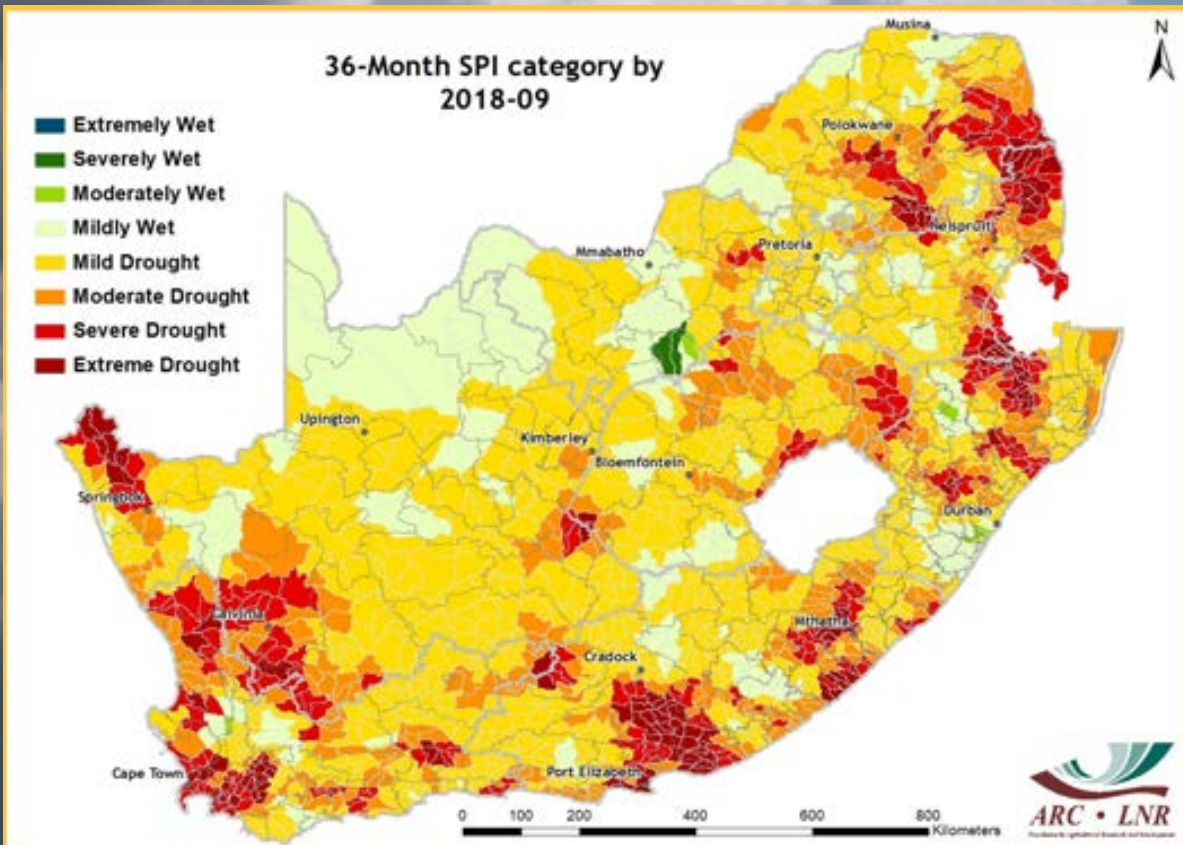 36-Month SPI category by
2018-09
N
Extremely Wet
Severely Wet
Moderately Wet
Mildly Wet
Mild Drought
Moderate Drought
Severe Drought
Extreme Drought
Musina
Polokwane
Nelspruit
Mmabatho
Pretoria
Upington
Kimberley
Bloemfontein
Springbok
Durban
Calvinia
Mthatha
Cradock
Cape Town
Port Elizabeth
0 100 200 400 600 800
Kilometers
ARC • LNR